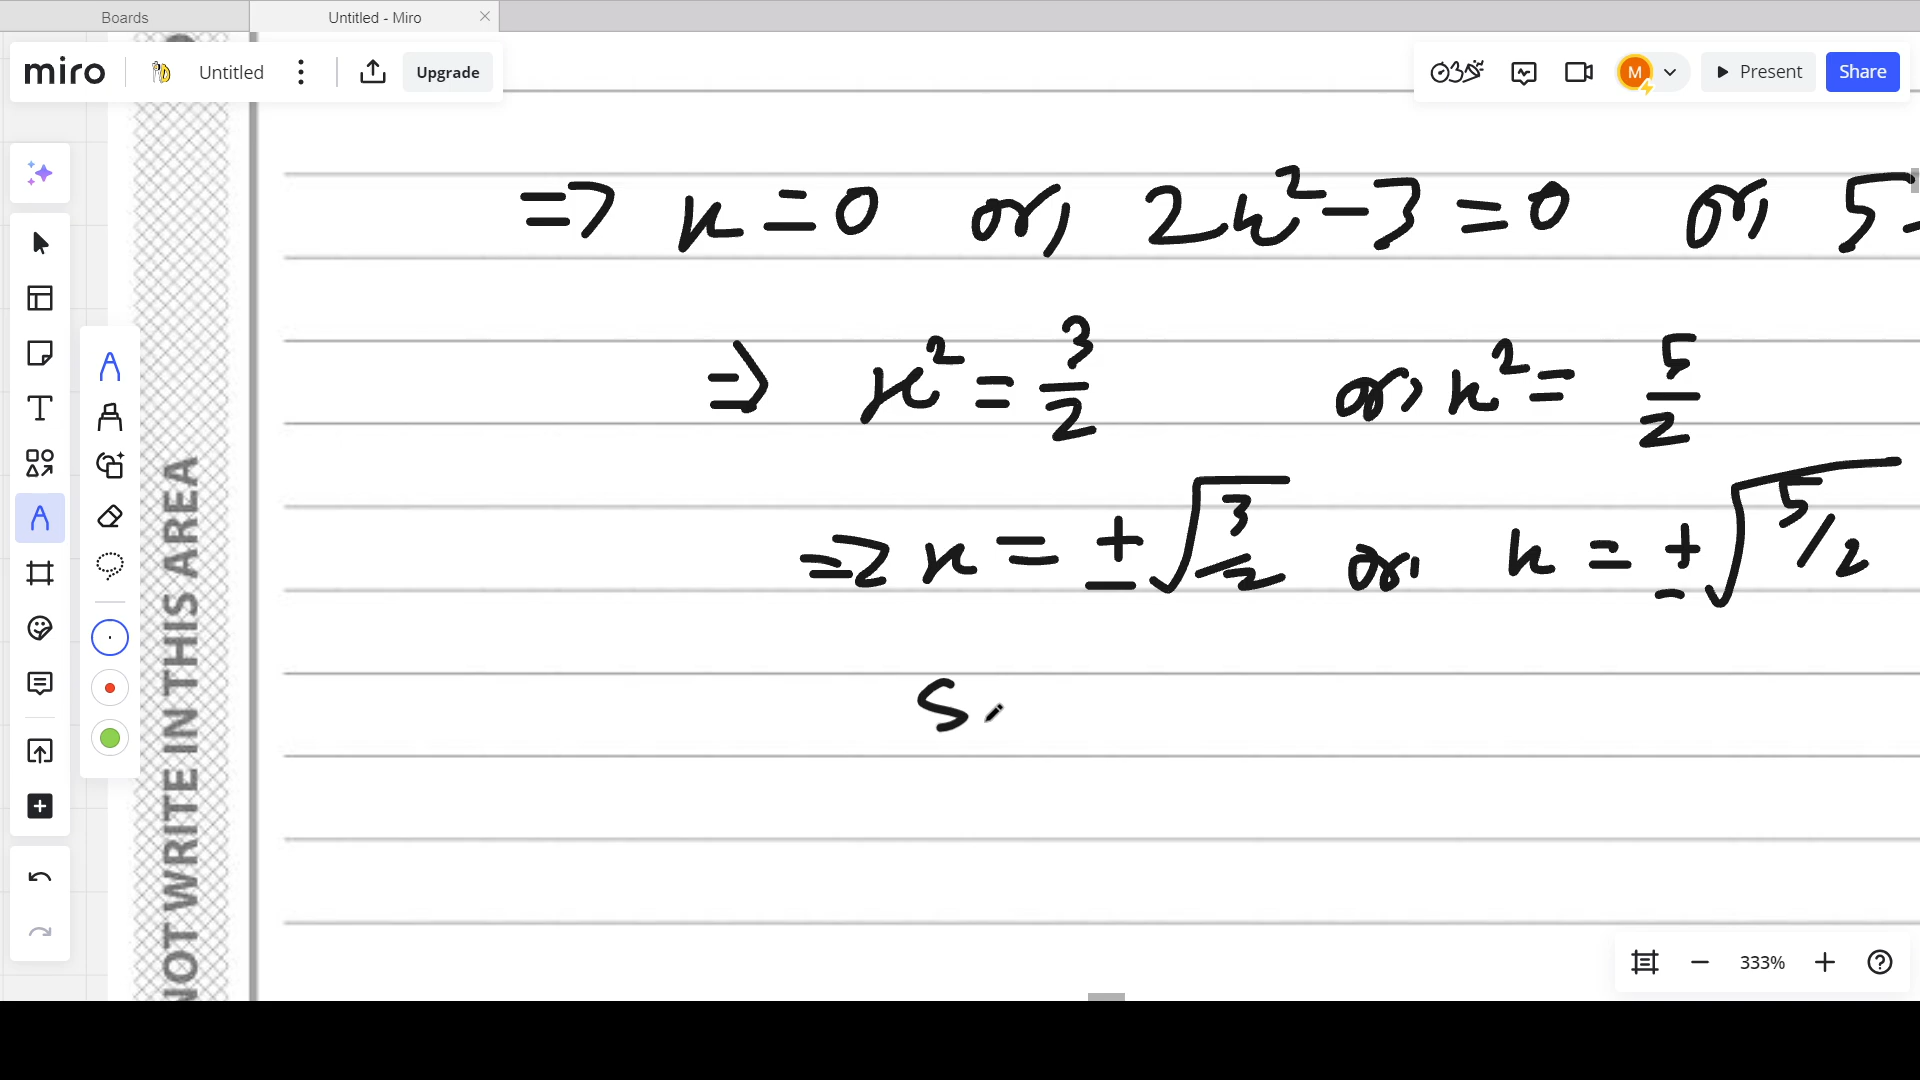 Boards
Untitled - Miro
miro
Untitled
Upgrade
M
Present
Share
=> x = 0 or, 2x² - 3 = 0 or, 5 -
=> x² = 3/2 or, x² = 5/2
=> x = ± √3/2 or, x = ± √5/2
S
NOT WRITE IN THIS AREA
333%